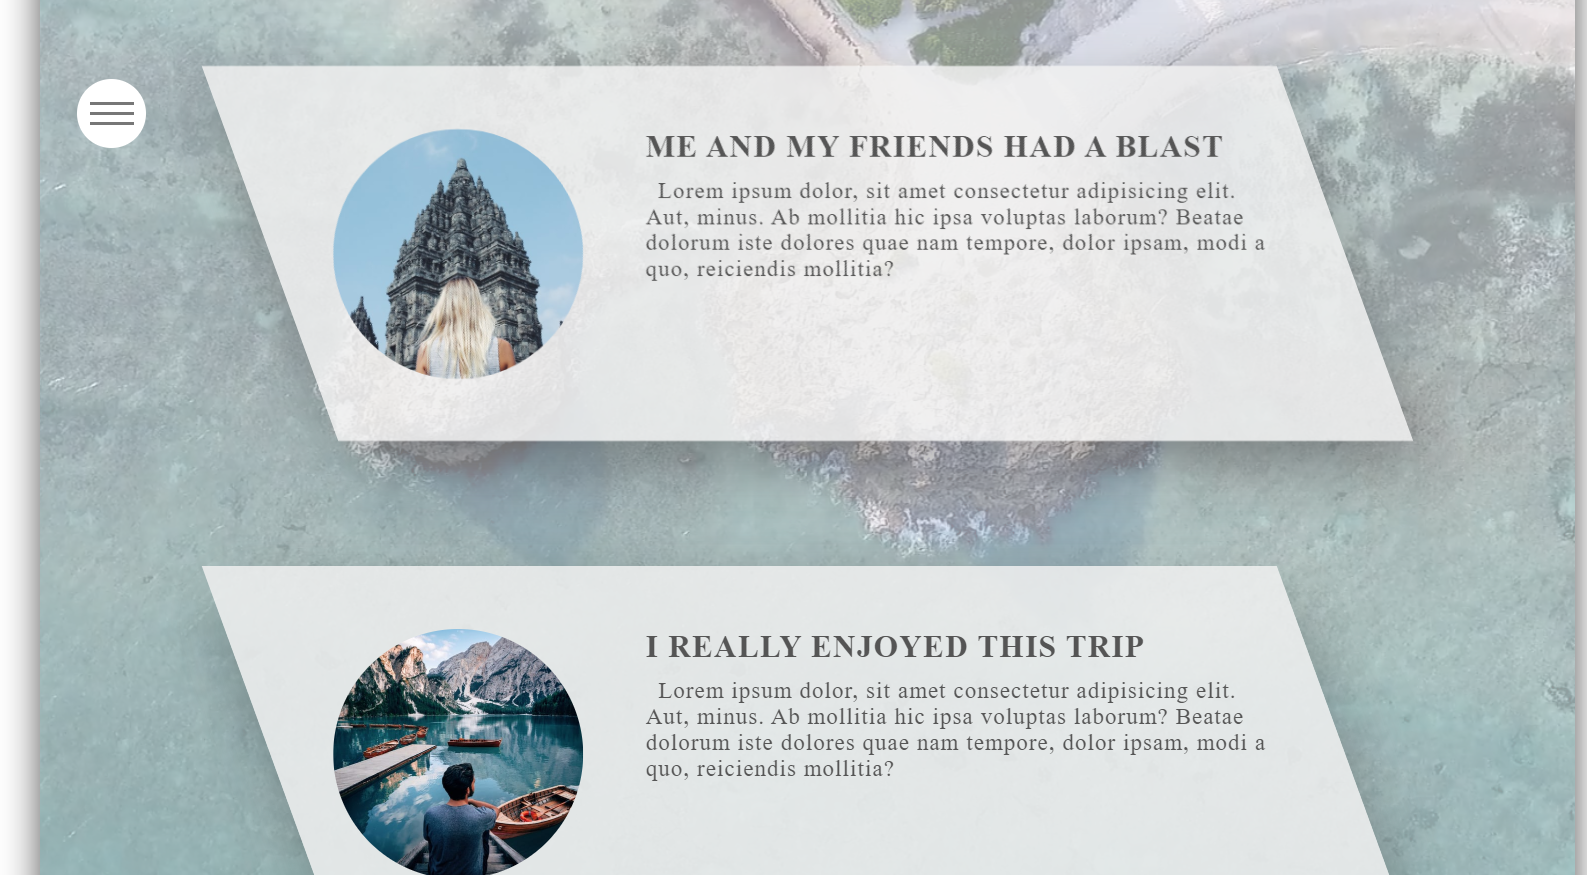 ME AND MY FRIENDS HAD A BLAST
Lorem ipsum dolor, sit amet consectetur adipisicing elit.
Aut, minus. Ab mollitia hic ipsa voluptas laborum? Beatae
dolorum iste dolores quae nam tempore, dolor ipsam, modi a
quo, reiciendis mollitia?
I REALLY ENJOYED THIS TRIP
Lorem ipsum dolor, sit amet consectetur adipisicing elit.
Aut, minus. Ab mollitia hic ipsa voluptas laborum? Beatae
dolorum iste dolores quae nam tempore, dolor ipsam, modi a
quo, reiciendis mollitia?